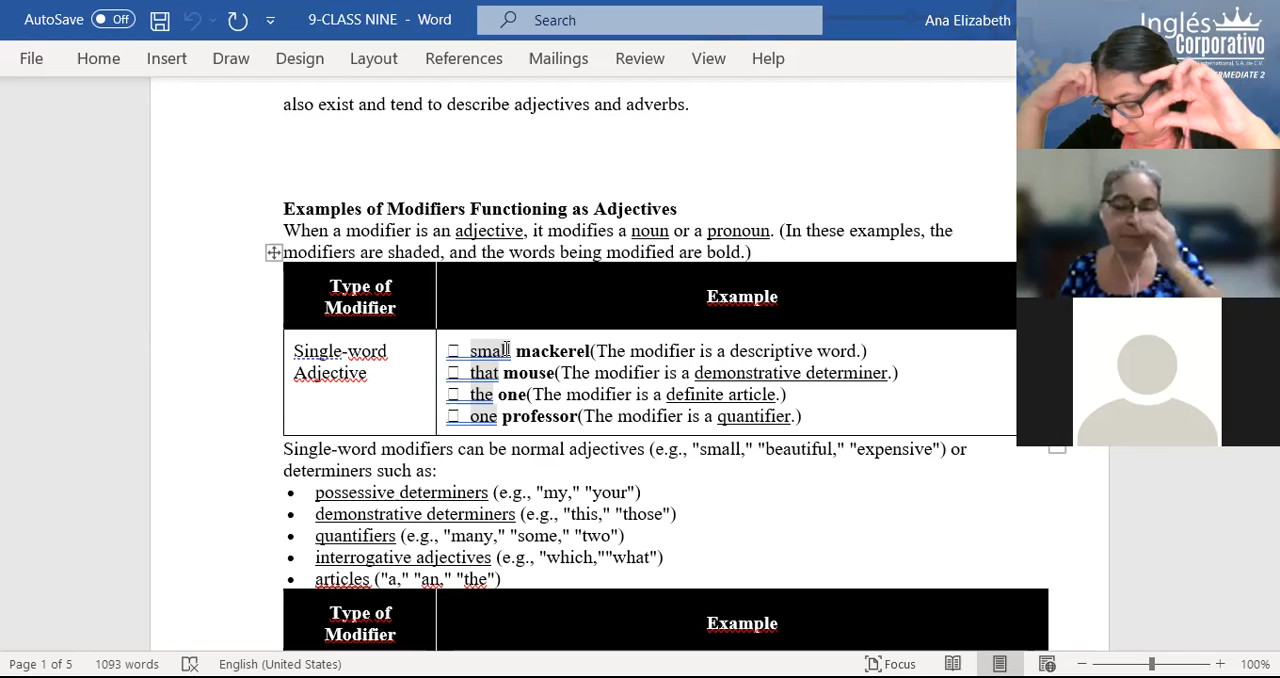 AutoSave Off 9-CLASS NINE - Word Search Ana Elizabeth
File Home Insert Draw Design Layout References Mailings Review View Help
Inglés
Corporativo
International, S.A. de C.V.
INTERMEDIATE 2
also exist and tend to describe adjectives and adverbs.
Examples of Modifiers Functioning as Adjectives
When a modifier is an adjective, it modifies a noun or a pronoun. (In these examples, the
modifiers are shaded, and the words being modified are bold.)
Type of
Modifier
Example
Single-word
Adjective
small mackerel(The modifier is a descriptive word.)
that mouse(The modifier is a demonstrative determiner.)
the one(The modifier is a definite article.)
one professor(The modifier is a quantifier.)
Single-word modifiers can be normal adjectives (e.g., "small," "beautiful," "expensive") or
determiners such as:
• possessive determiners (e.g., "my," "your")
• demonstrative determiners (e.g., "this," "those")
• quantifiers (e.g., "many," "some," "two")
• interrogative adjectives (e.g., "which,""what")
• articles ("a," "an," "the")
Type of
Modifier
Example
Page 1 of 5 1093 words English (United States) Focus 100%